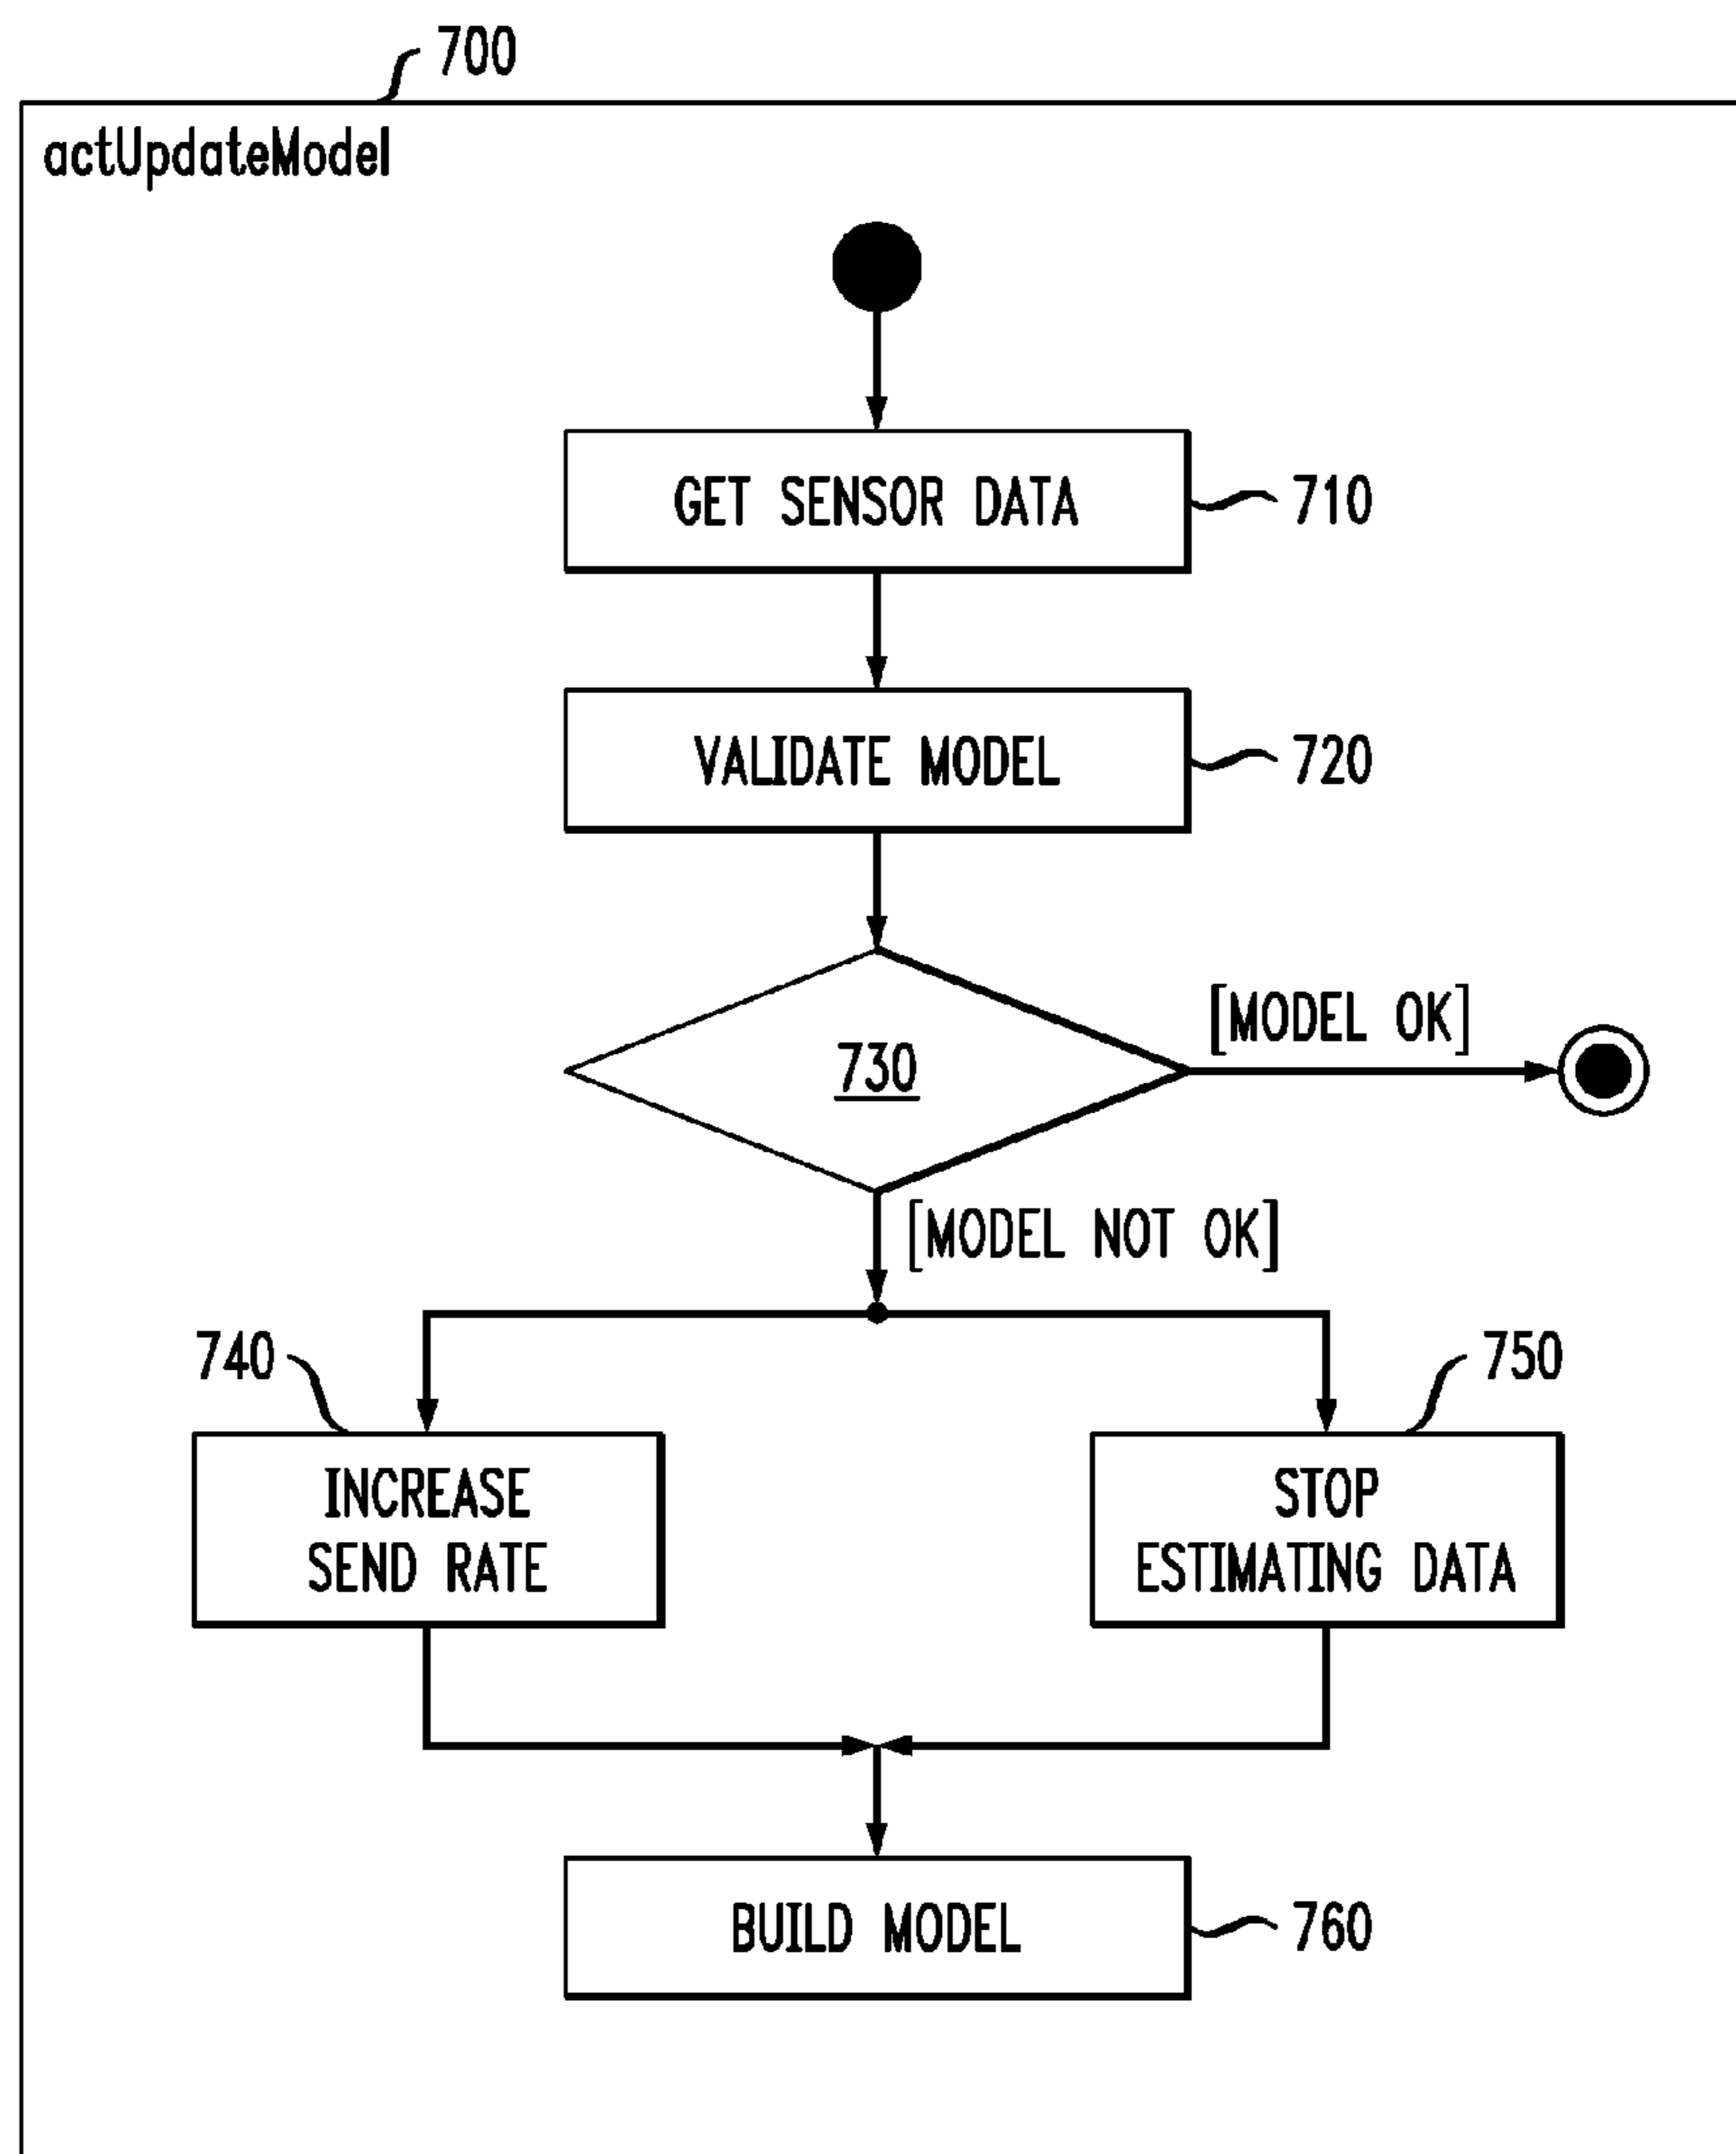 700
actUpdateModel
GET SENSOR DATA
710
VALIDATE MODEL
720
[MODEL OK]
730
[MODEL NOT OK]
740
750
INCREASE
SEND RATE
STOP
ESTIMATING DATA
BUILD MODEL
760